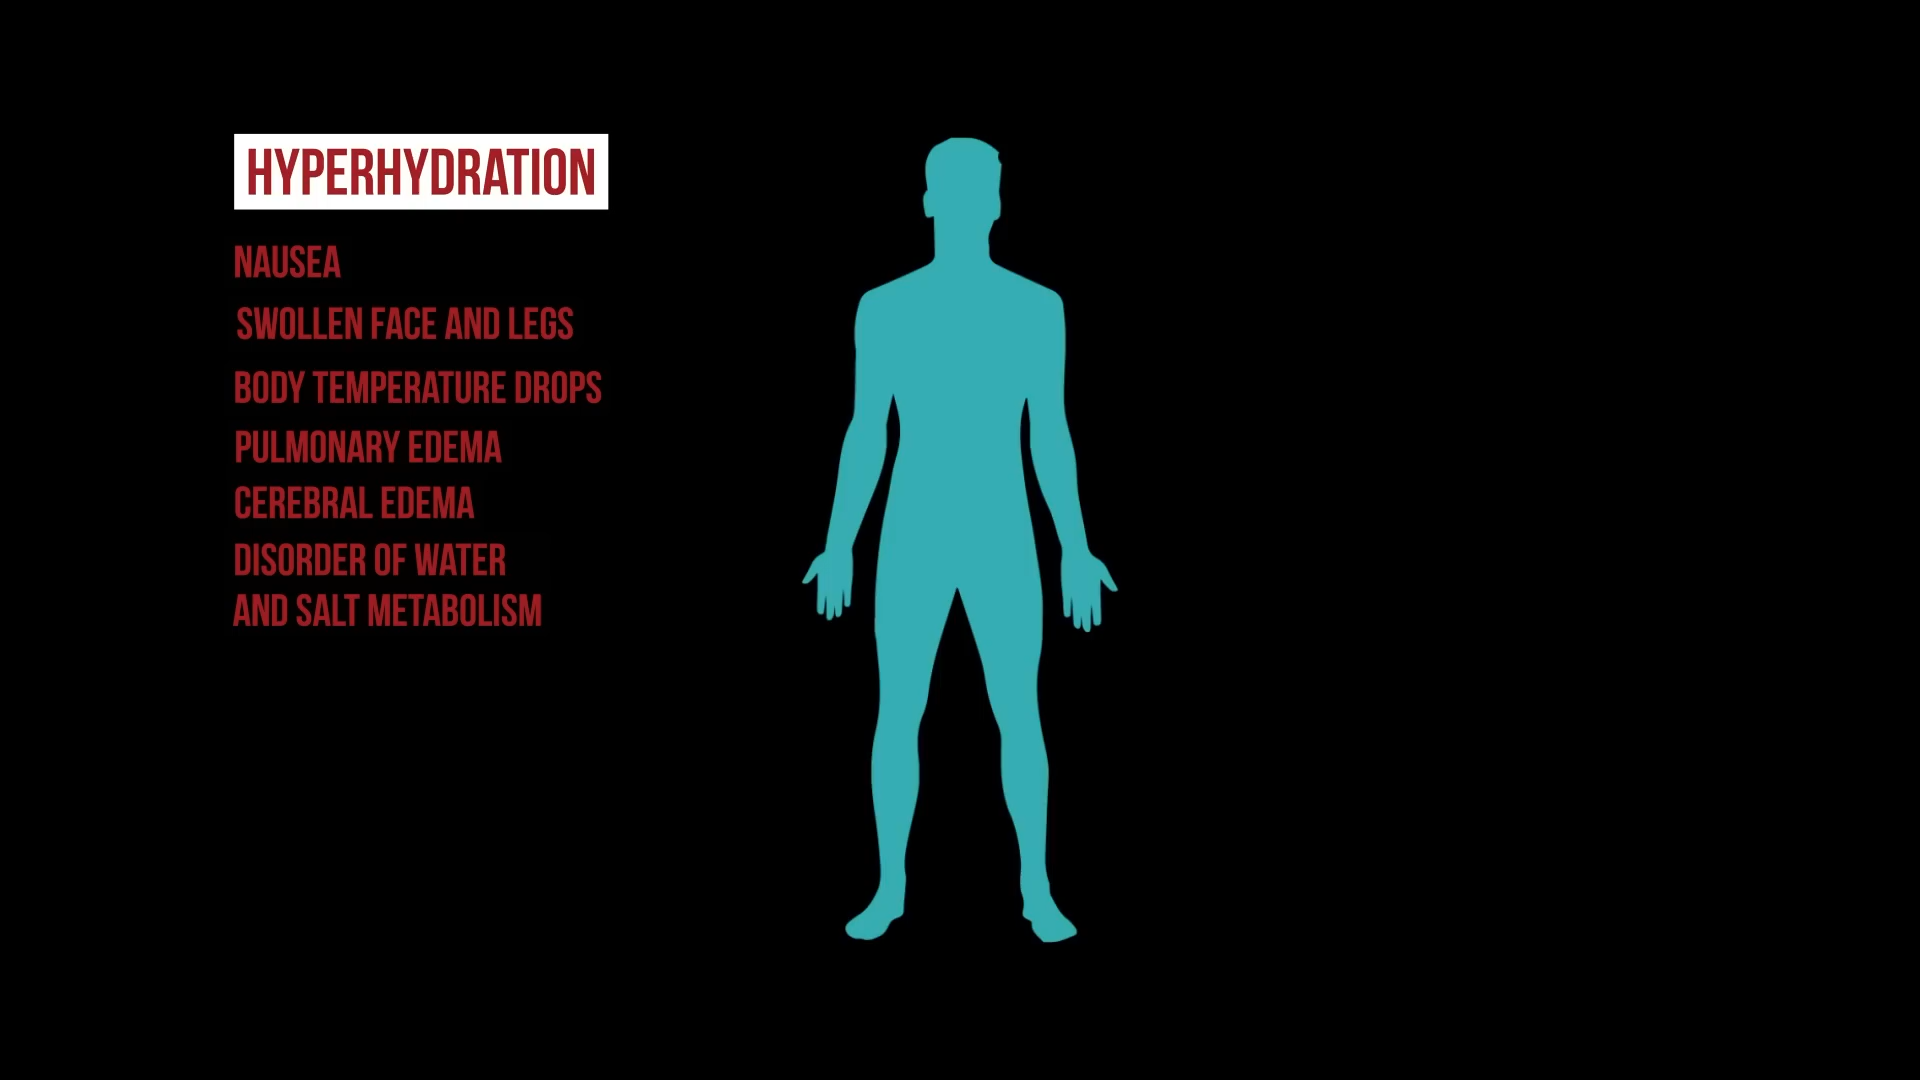 HYPERHYDRATION
NAUSEA
SWOLLEN FACE AND LEGS
BODY TEMPERATURE DROPS
PULMONARY EDEMA
CEREBRAL EDEMA
DISORDER OF WATER
AND SALT METABOLISM